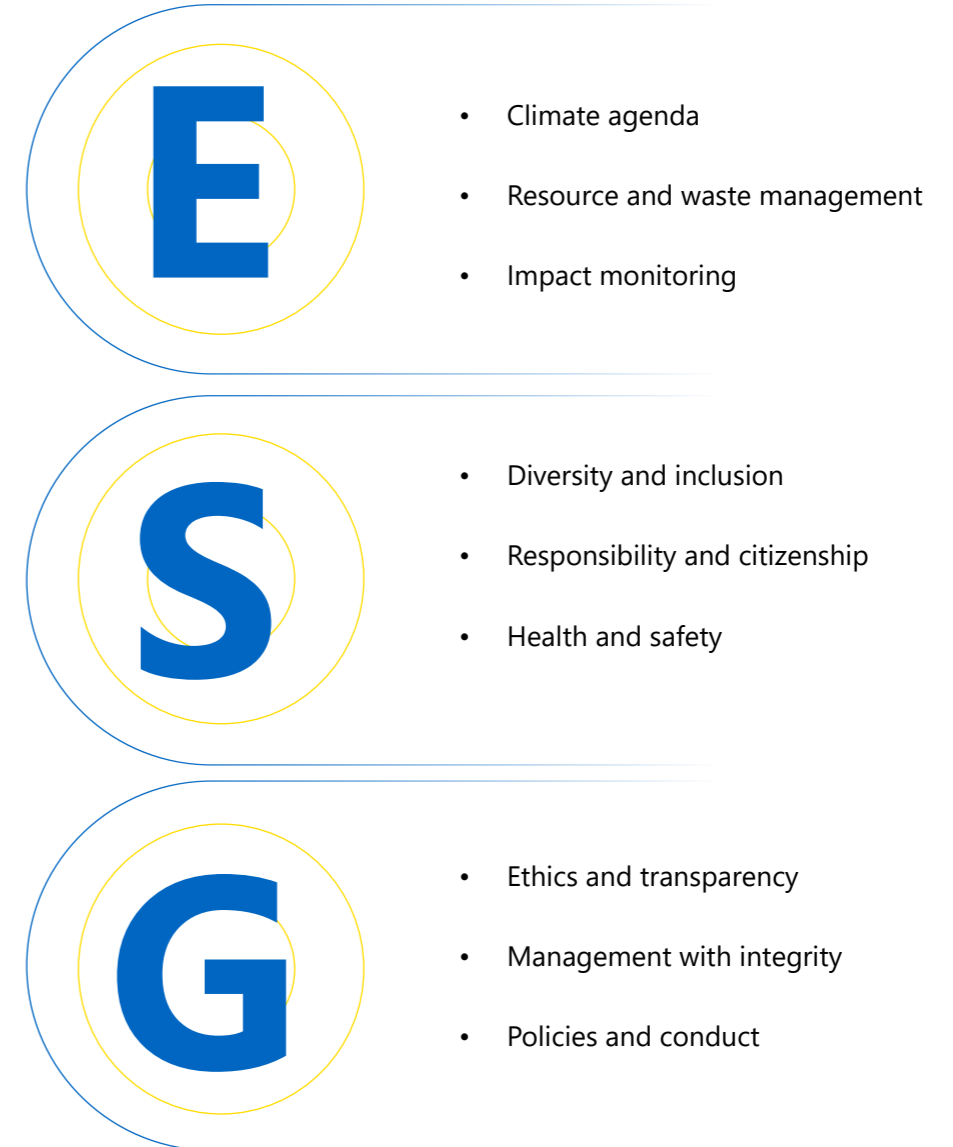 E
• Climate agenda
• Resource and waste management
• Impact monitoring
S
• Diversity and inclusion
• Responsibility and citizenship
• Health and safety
G
• Ethics and transparency
• Management with integrity
• Policies and conduct